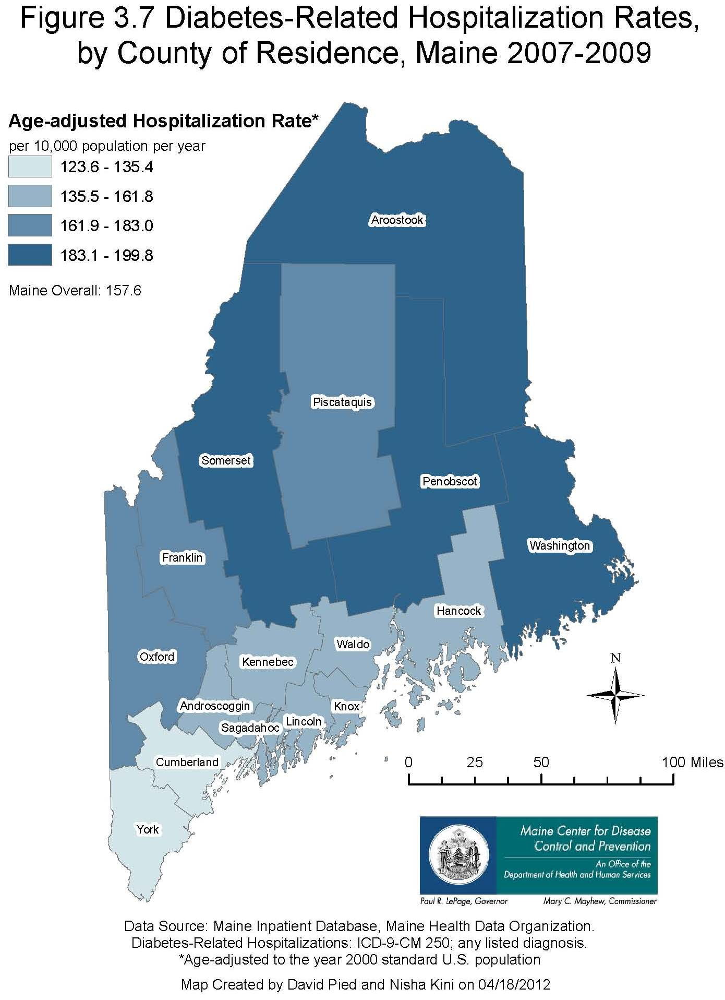 Figure 3.7 Diabetes-Related Hospitalization Rates,
by County of Residence, Maine 2007-2009
Age-adjusted Hospitalization Rate*
per 10,000 population per year
123.6 - 135.4
135.5 - 161.8
161.9 - 183.0
183.1 - 199.8
Maine Overall: 157.6
Aroostook
Piscataquis
Somerset
Penobscot
Washington
Franklin
Hancock
Waldo
Oxford
Kennebec
Androscoggin
Knox
Lincoln
Sagadahoc
Cumberland
York
N
0 25 50 100 Miles
Maine Center for Disease
Control and Prevention
An Office of the
Department of Health and Human Services
Paul R. LePage, Governor Mary C. Mayhew, Commissioner
Data Source: Maine Inpatient Database, Maine Health Data Organization.
Diabetes-Related Hospitalizations: ICD-9-CM 250; any listed diagnosis.
*Age-adjusted to the year 2000 standard U.S. population
Map Created by David Pied and Nisha Kini on 04/18/2012